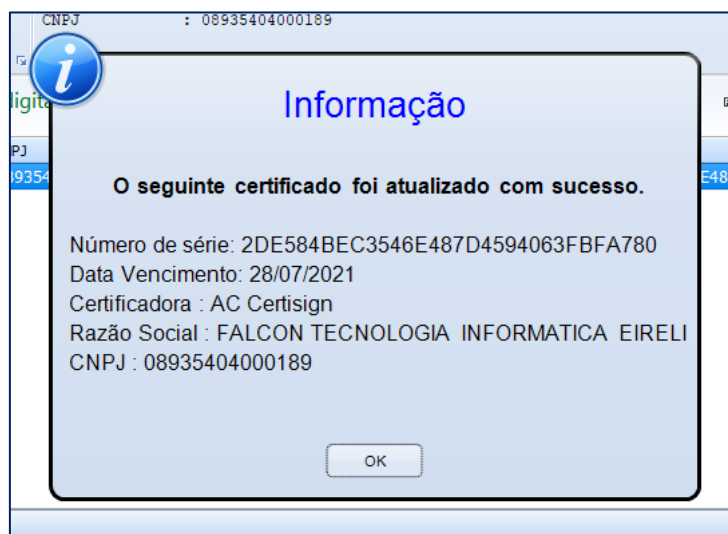 CNPJ : 08935404000189
Informação
O seguinte certificado foi atualizado com sucesso.
Número de série: 2DE584BEC3546E487D4594063FBFA780
Data Vencimento: 28/07/2021
Certificadora : AC Certisign
Razão Social : FALCON TECNOLOGIA INFORMATICA EIRELI
CNPJ : 08935404000189
OK